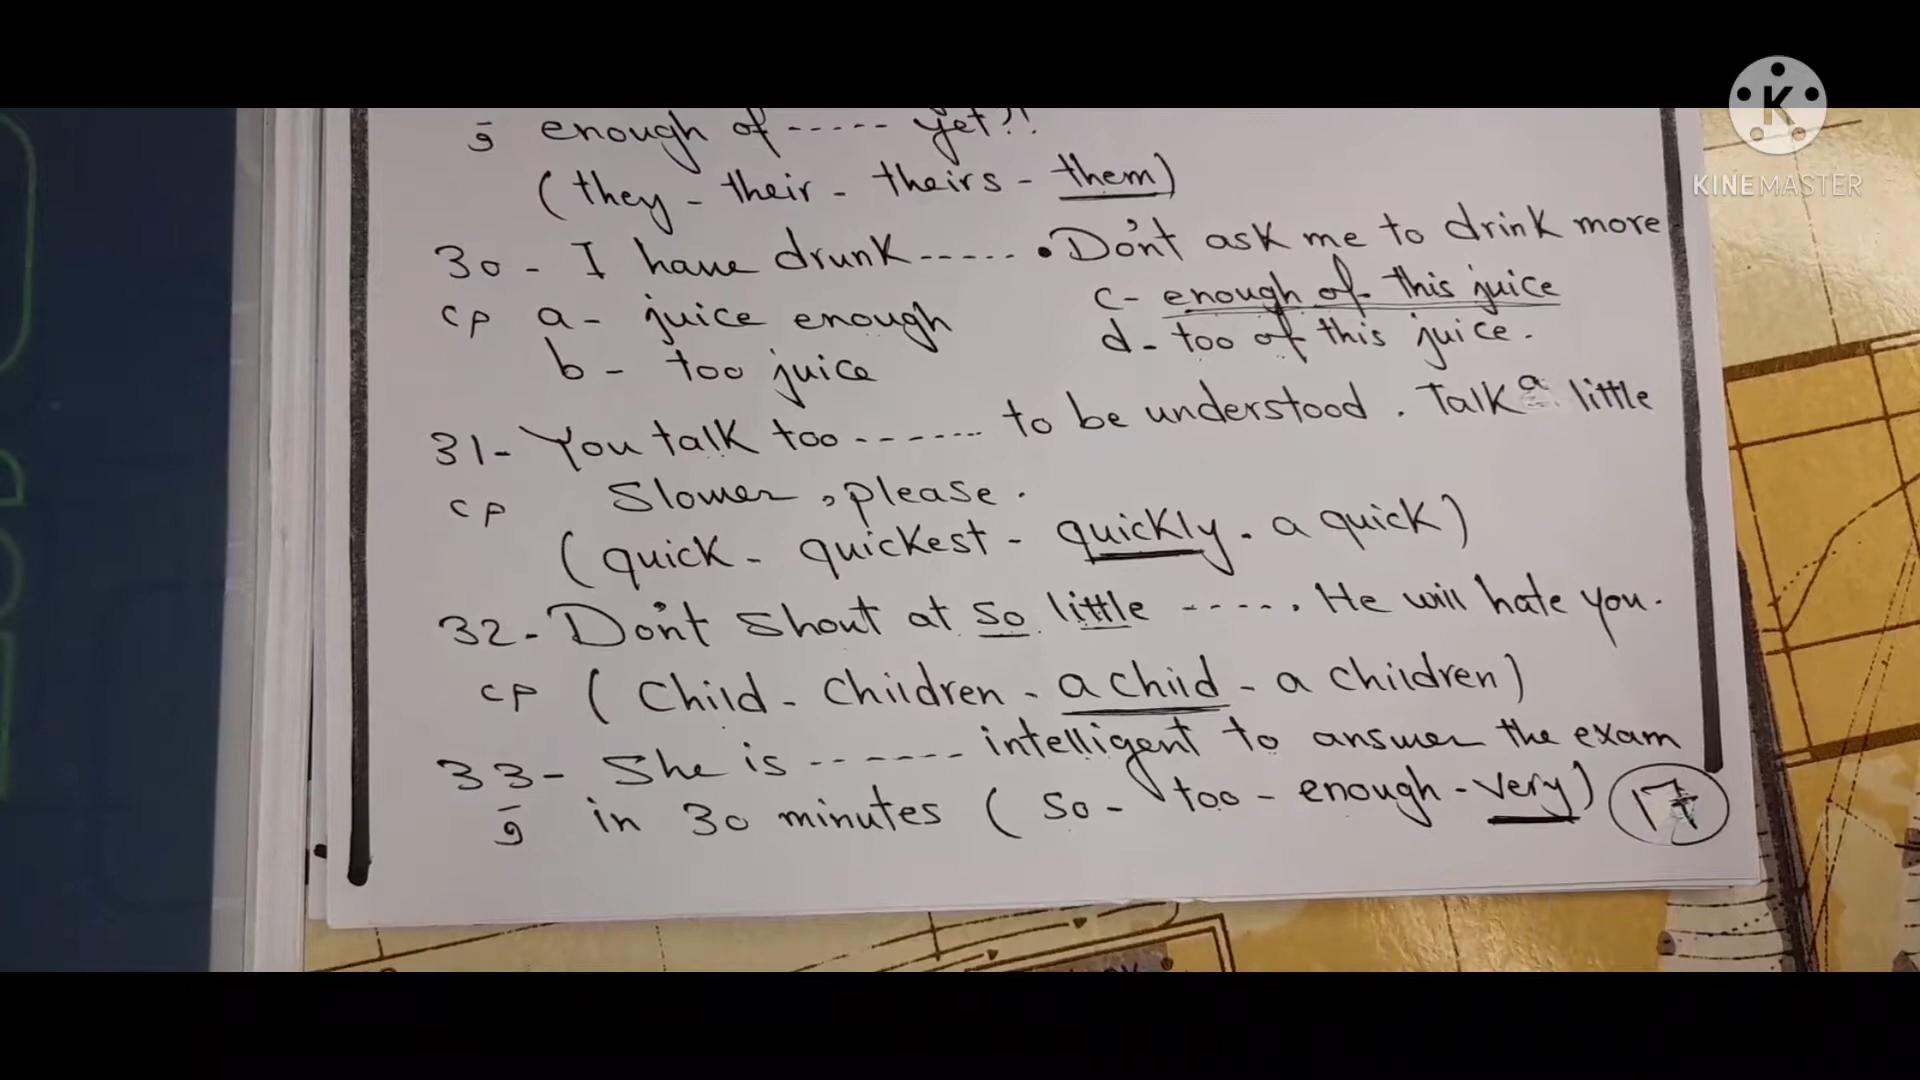 K
KINEMASTER
enough of ----- yet?!
(they - their - theirs - them)
30 - I have drunk ------. Don't ask me to drink more
c- enough of this juice
cp a - juice enough
d - too of this juice.
b - too juice
31- You talk too ------- to be understood. Talk a little
cp slower, please.
(quick - quickest - quickly - a quick)
32- Don't shout at so little -----. He will hate you.
cp (child - children - a child - a children)
33- She is ------- intelligent to answer the exam
in 30 minutes (so - too - enough - very)